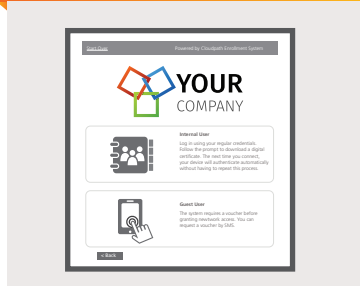 Start Over
Powered by Cloudpath Enrollment System
YOUR
COMPANY
Internal User
Log in using your regular credentials.
Follow the prompt to download a digital
certificate. The next time you connect,
your device will authenticate automatically
without having to repeat this process.
Guest User
The system requires a voucher before
granting newtwork access. You can
request a voucher by SMS.
< Back